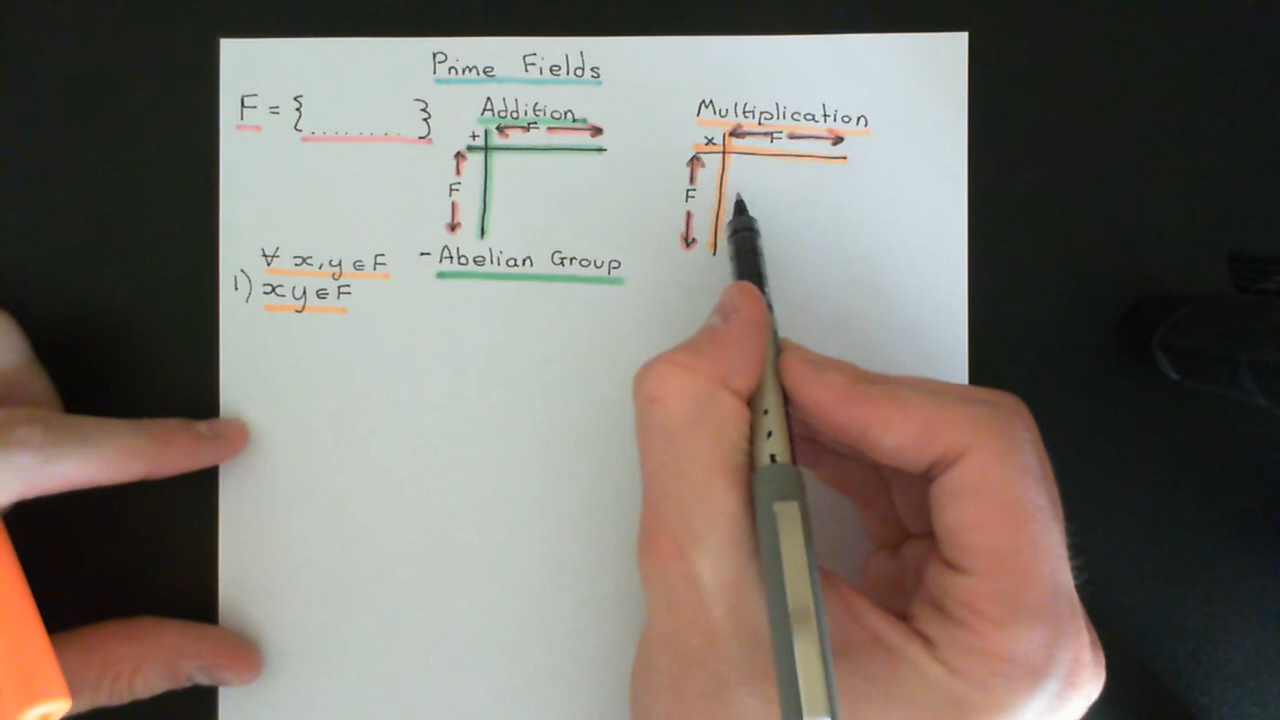 Prime Fields
F = {.........}
Addition
+ F
F
Multiplication
x F
F
- Abelian Group
∀ x,y ∈ F
1) xy ∈ F